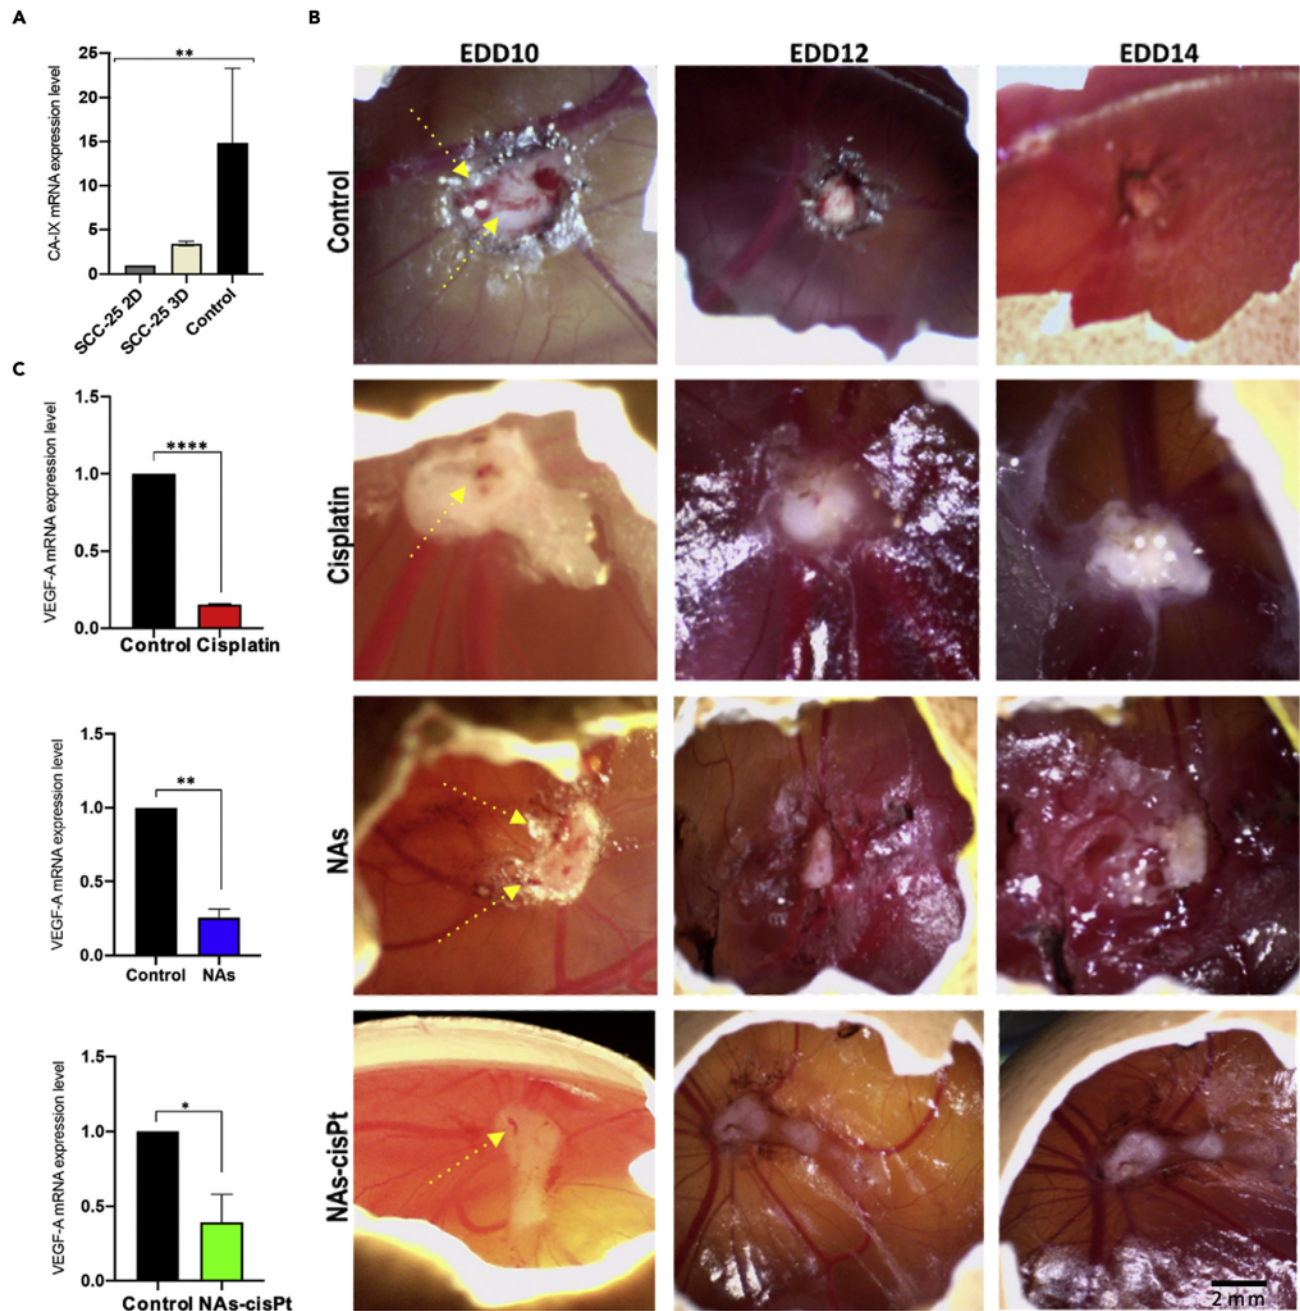 A
B
EDD10
EDD12
EDD14
**
25
20
15
10
5
0
CA-IX mRNA expression level
SCC-25 2D
SCC-25 3D
Control
Control
C
1.5
1.0
0.5
0.0
VEGF-A mRNA expression level
****
Control Cisplatin
Cisplatin
1.5
1.0
0.5
0.0
VEGF-A mRNA expression level
**
Control NAs
NAs
1.5
1.0
0.5
0.0
VEGF-A mRNA expression level
*
Control NAs-cisPt
NAs-cisPt
2 mm